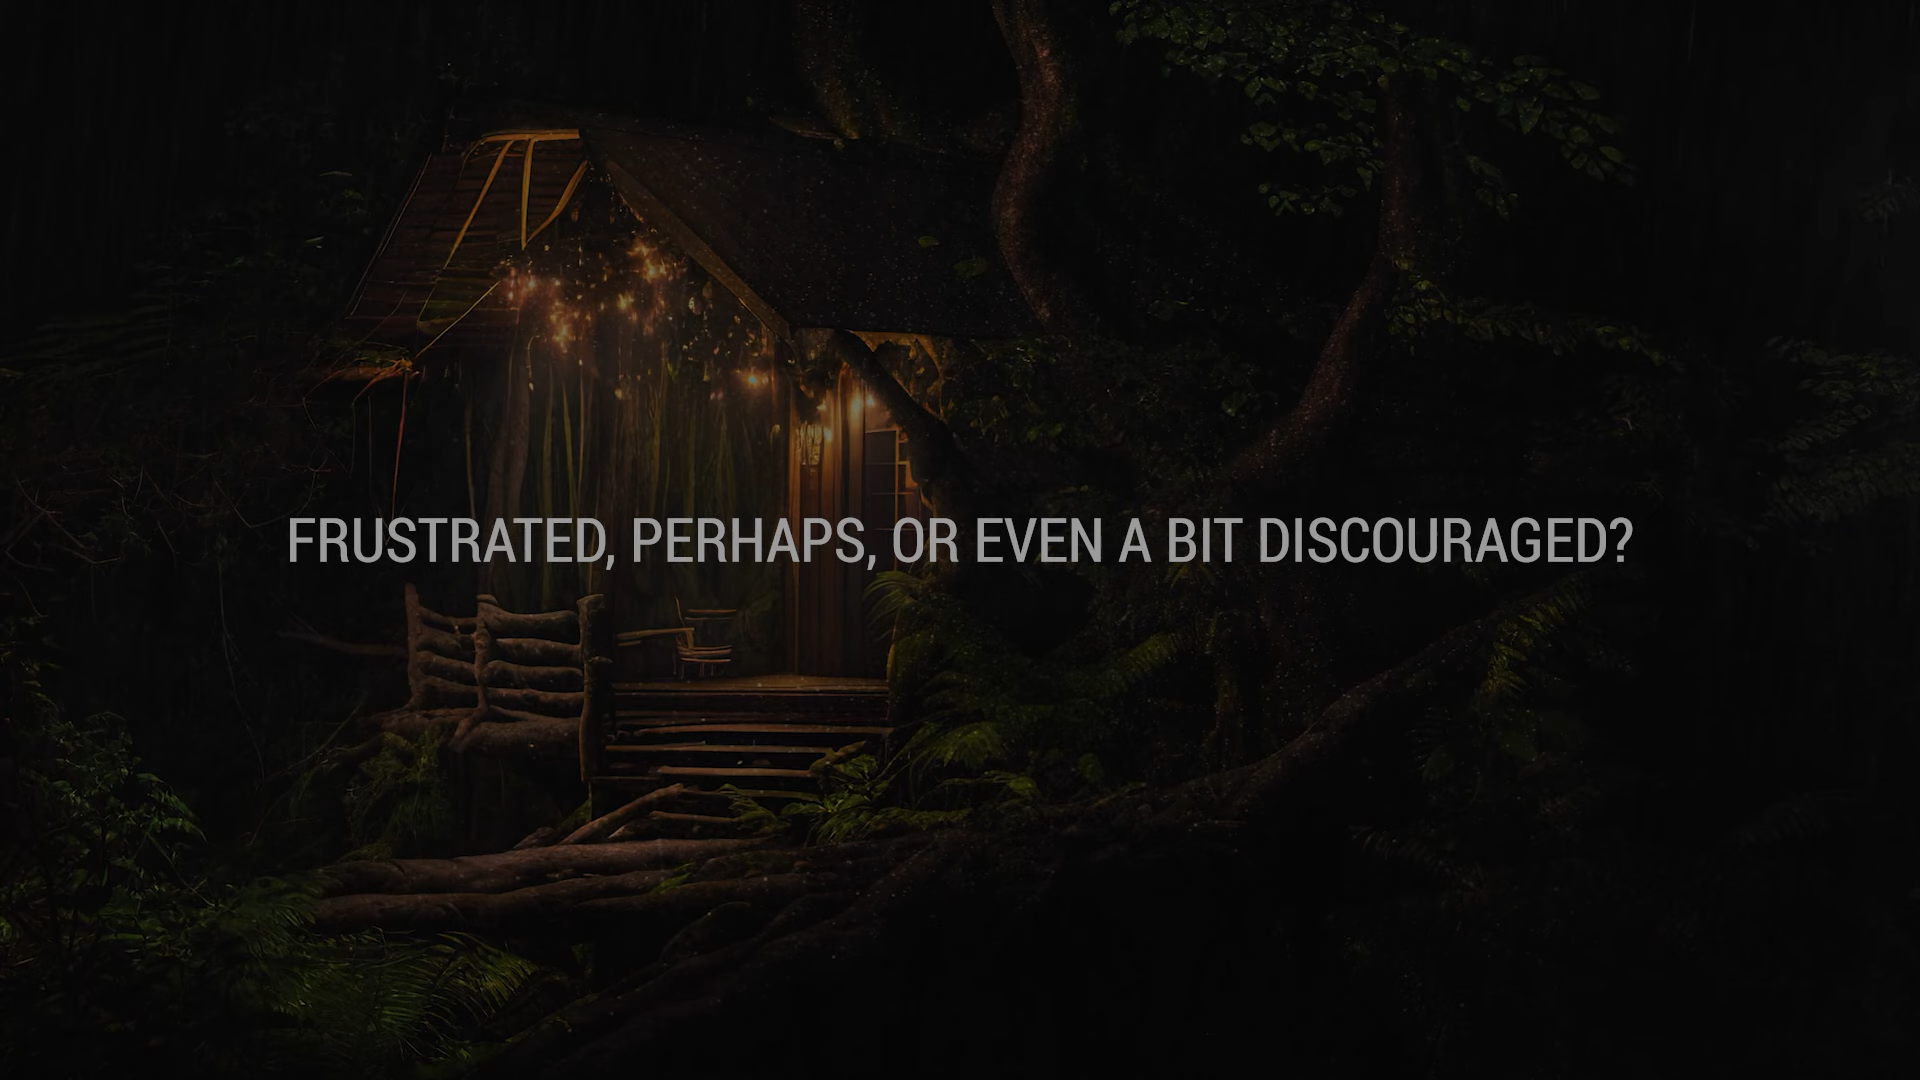 FRUSTRATED, PERHAPS, OR EVEN A BIT DISCOURAGED?